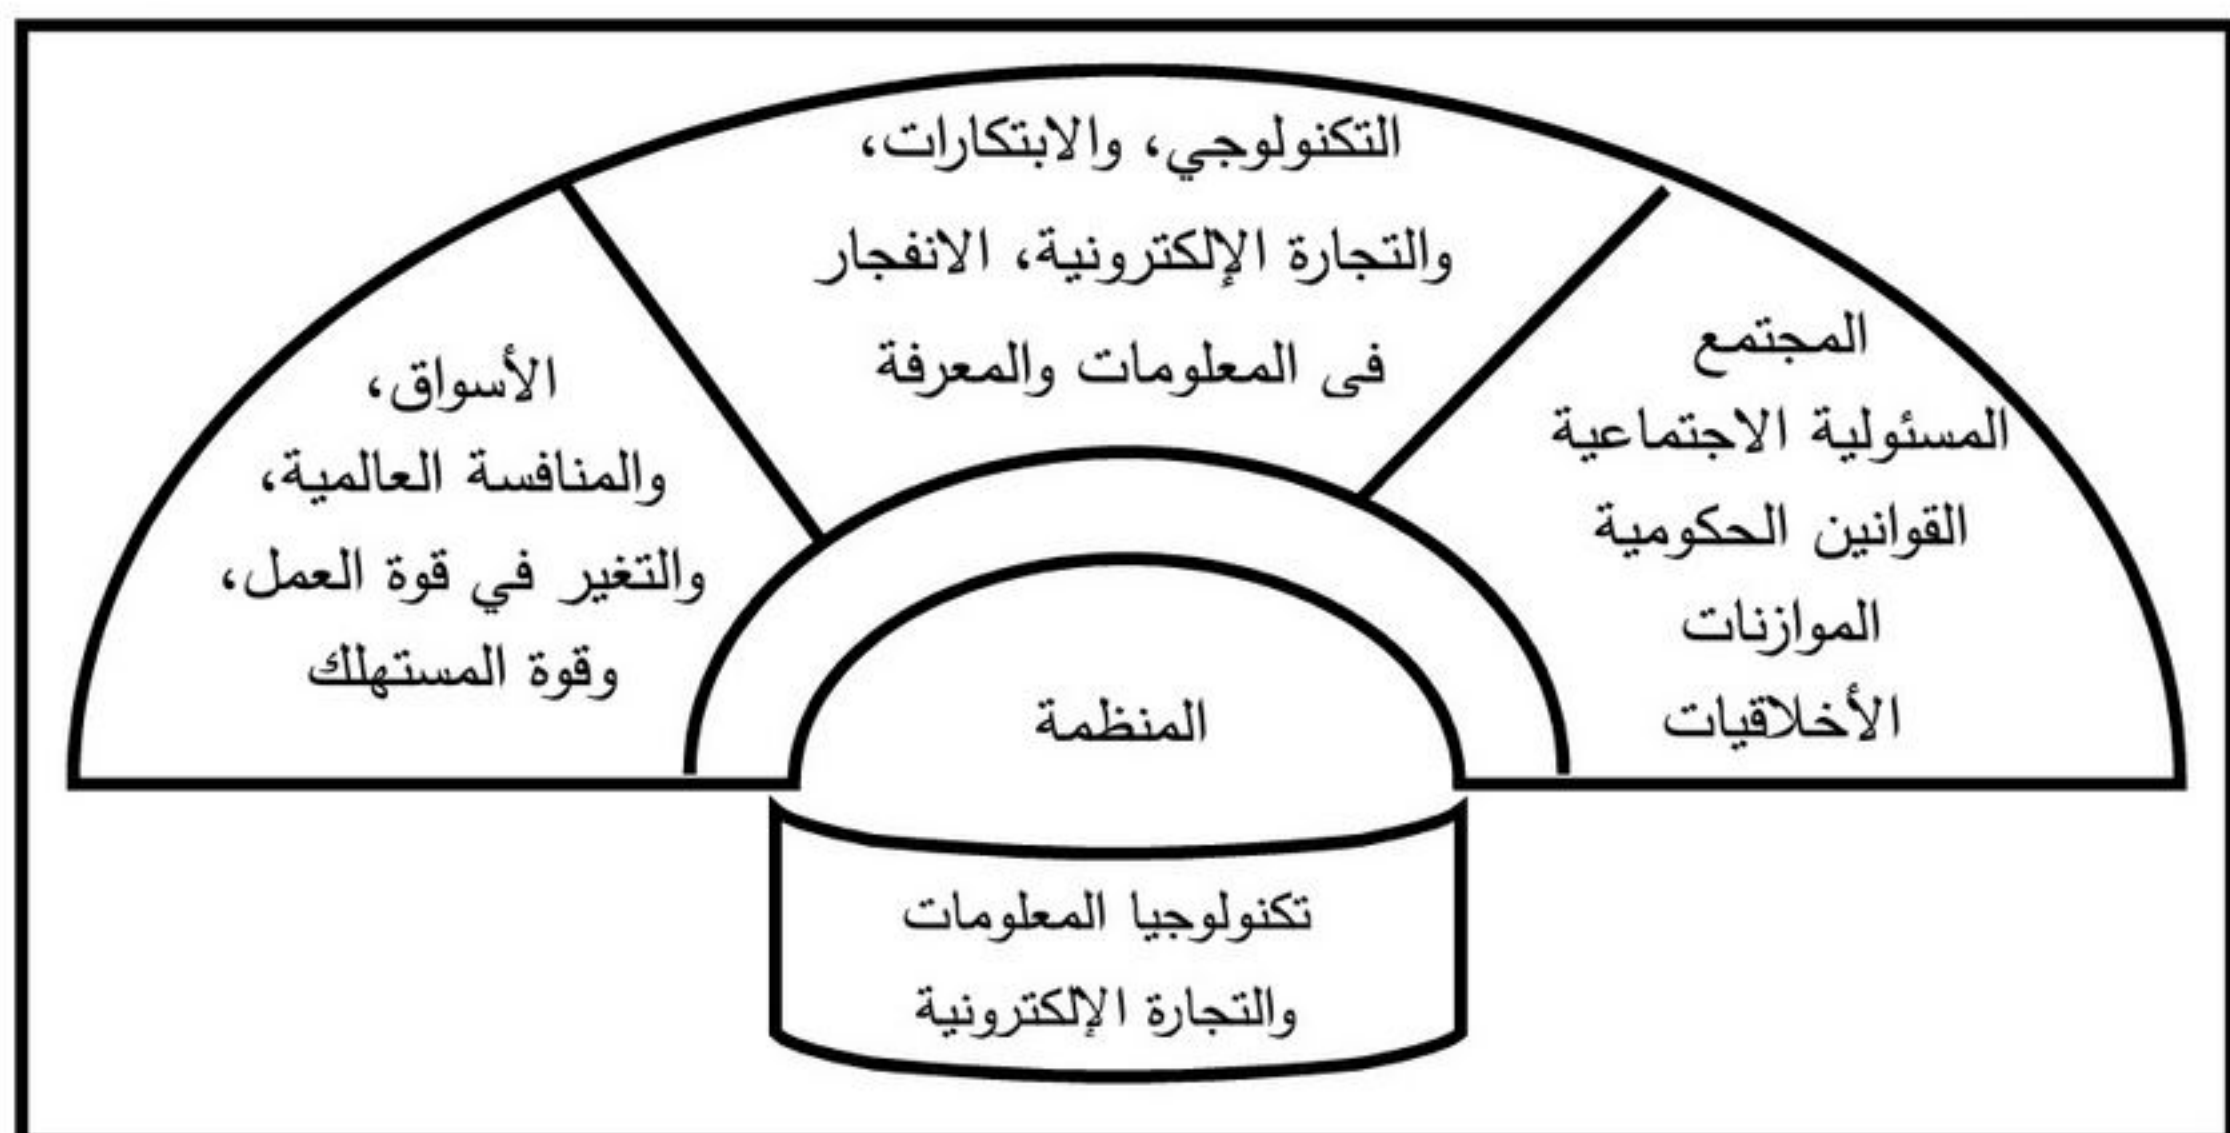 التكنولوجي، والابتكارات،
والتجارة الإلكترونية، الانفجار
فى المعلومات والمعرفة
المجتمع
المسئولية الاجتماعية
القوانين الحكومية
الموازنات
الأخلاقيات
الأسواق،
والمنافسة العالمية،
والتغير في قوة العمل،
وقوة المستهلك
المنظمة
تكنولوجيا المعلومات
والتجارة الإلكترونية